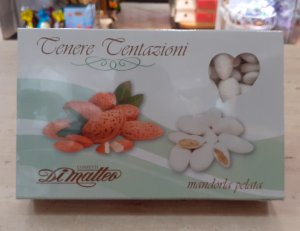 Tenere Tentazioni
CONFETTI
Di Matteo
mandorla pelata